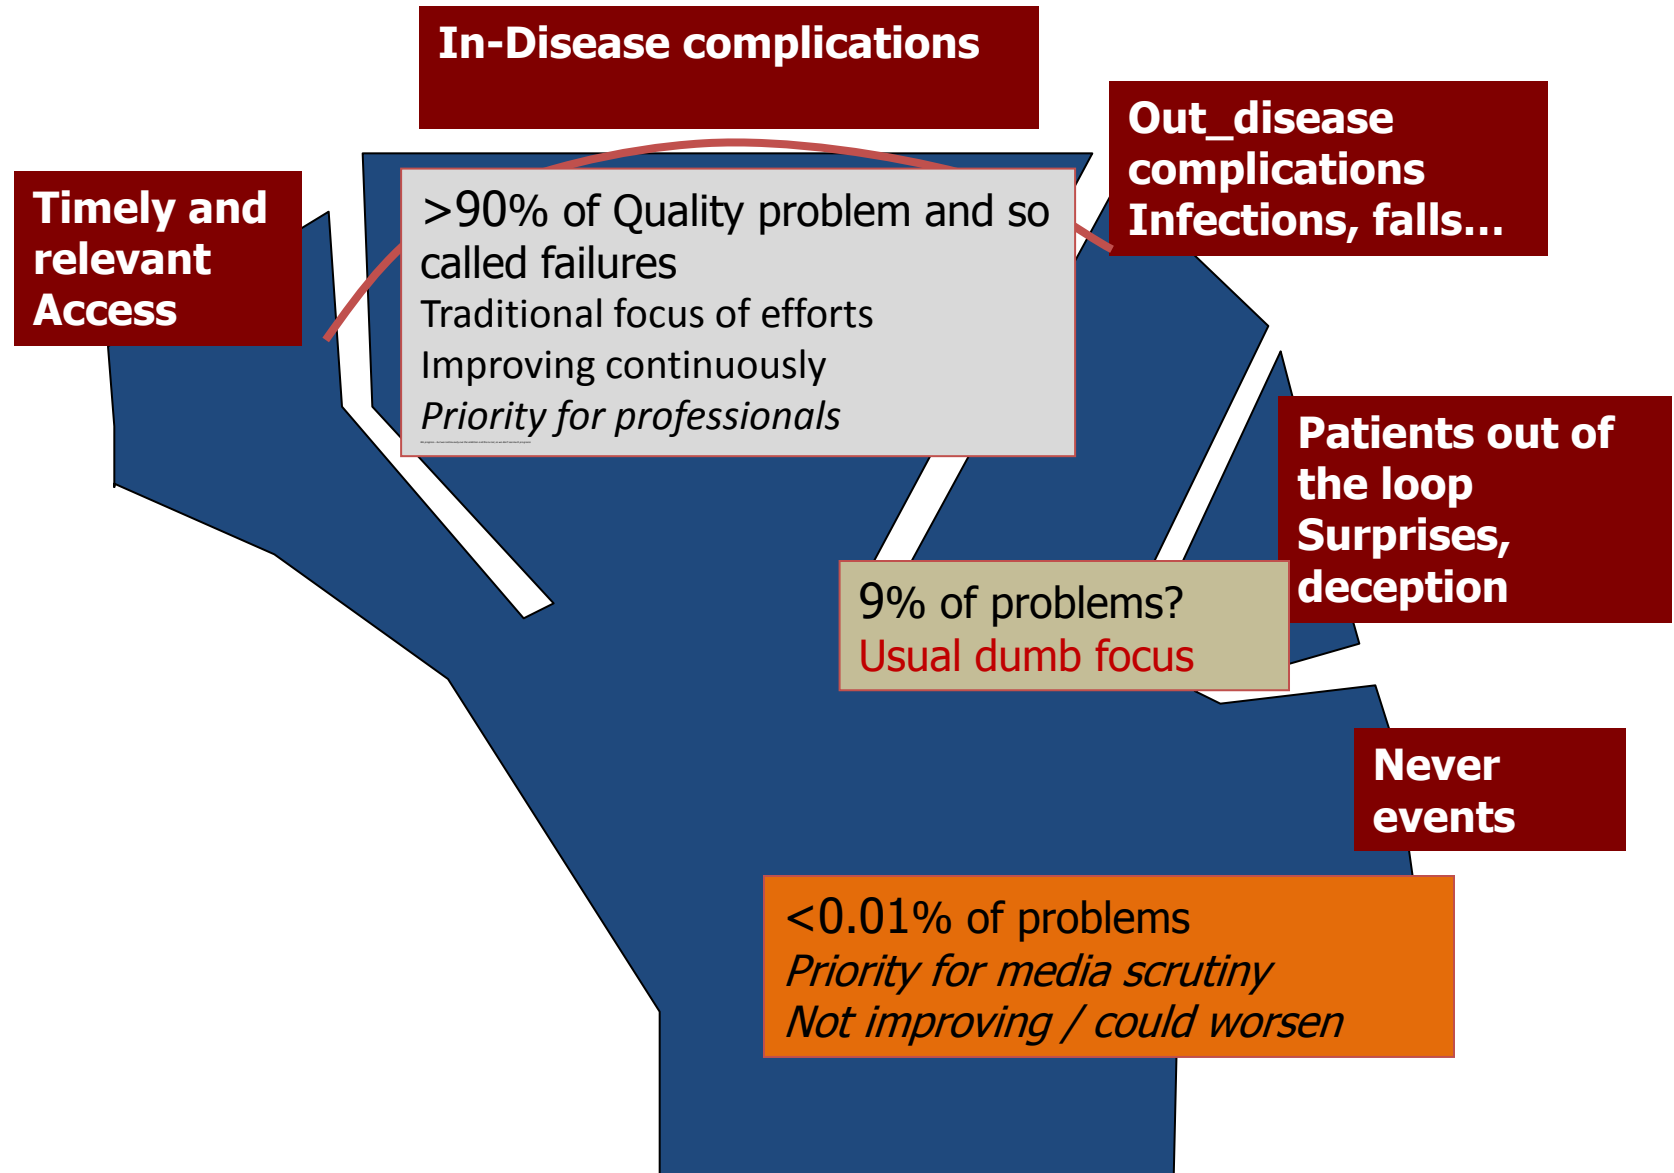 In-Disease complications
Out_disease
complications
Infections, falls...
Timely and
relevant
Access
>90% of Quality problem and so
called failures
Traditional focus of efforts
Improving continuously
Priority for professionals
Patients out of
the loop
Surprises,
deception
9% of problems?
Usual dumb focus
Never
events
<0.01% of problems
Priority for media scrutiny
Not improving / could worsen